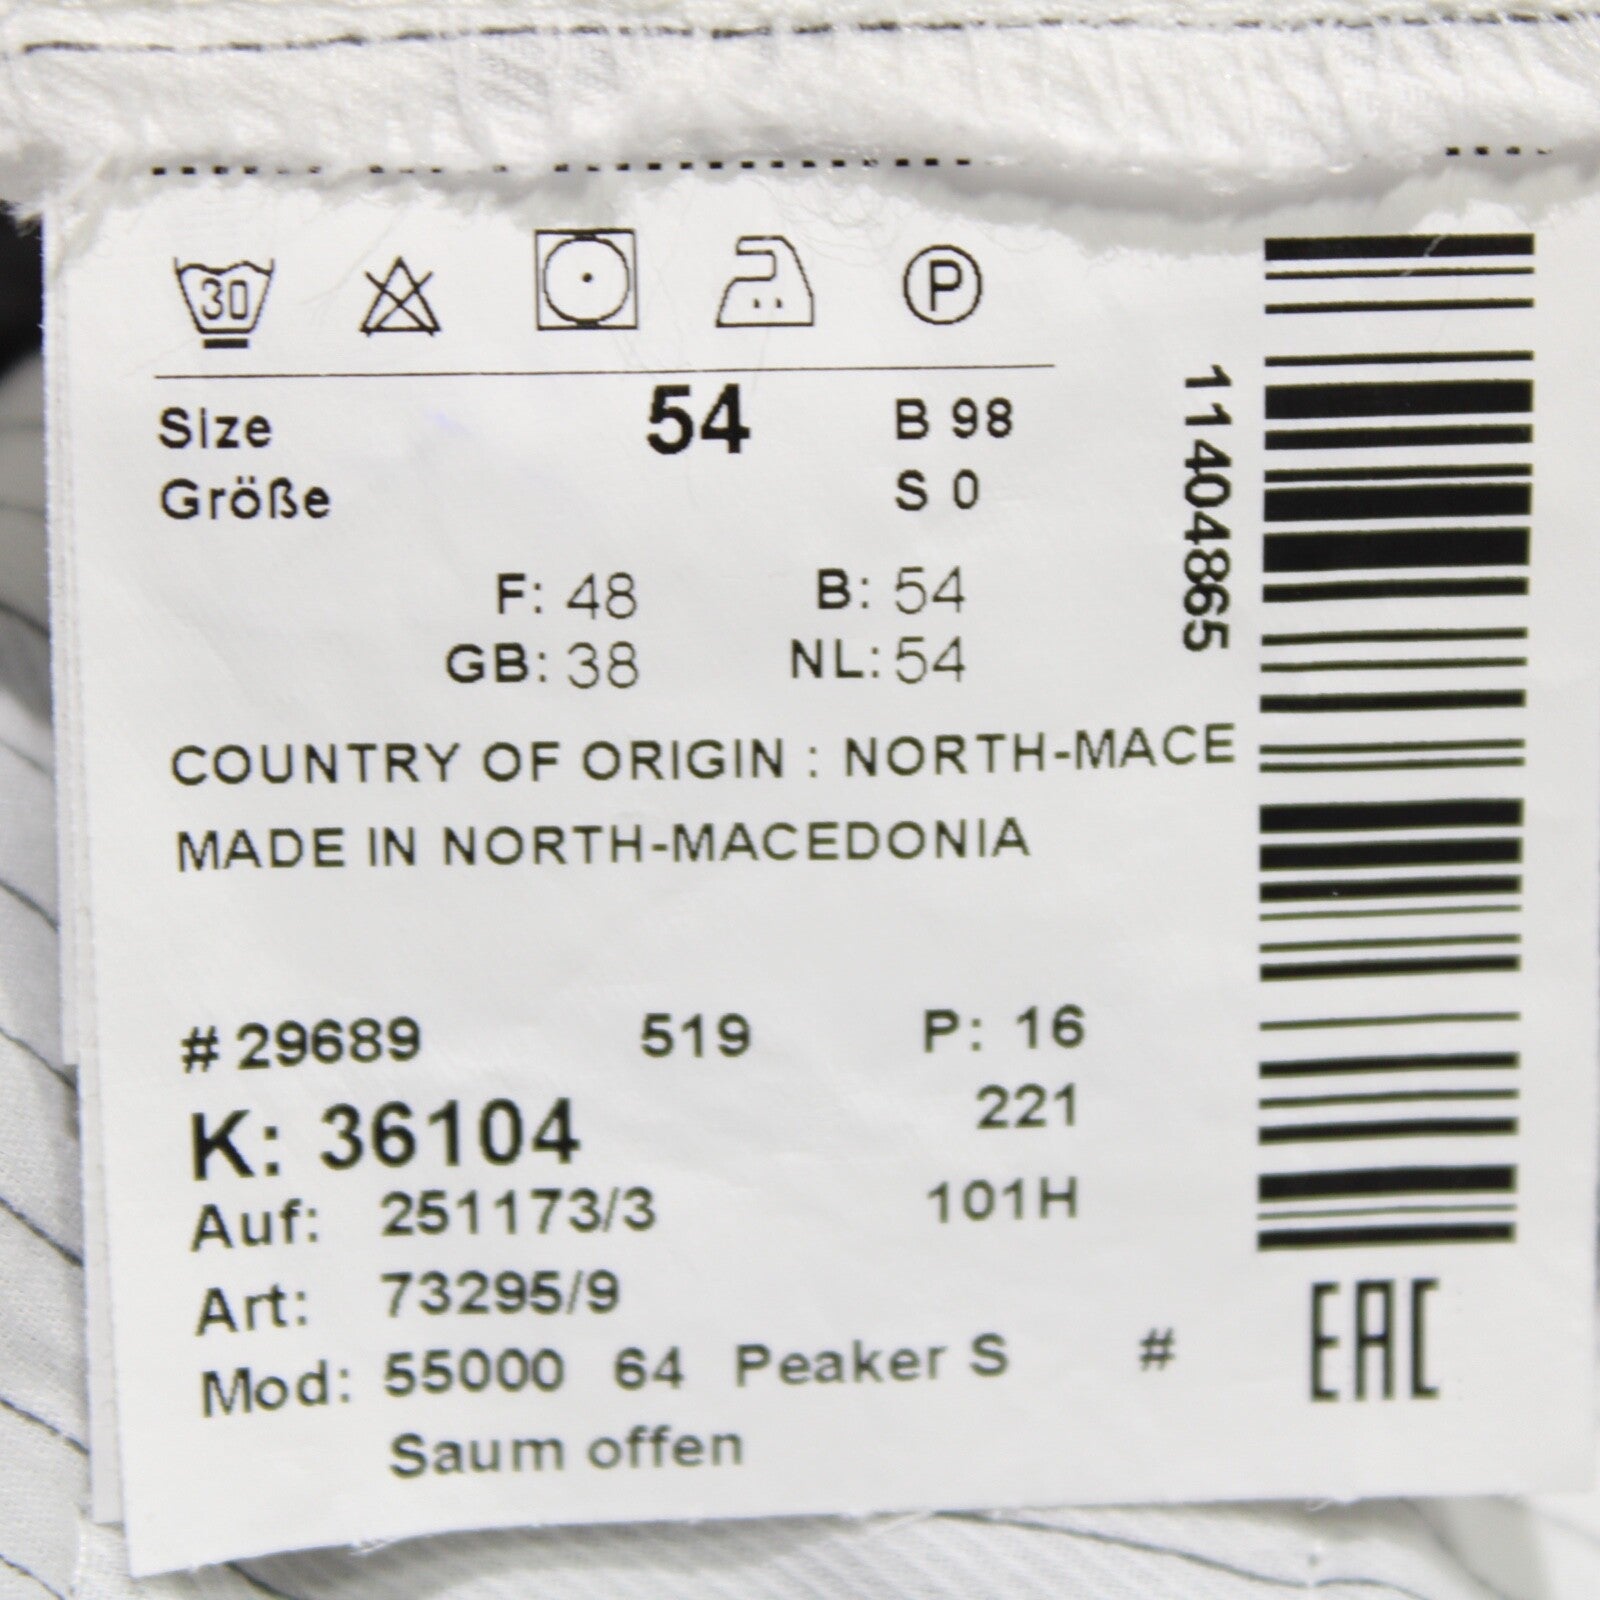 30 P
Size 54 B 98
Größe S 0
F: 48 B: 54
GB: 38 NL: 54
COUNTRY OF ORIGIN : NORTH-MACE
MADE IN NORTH-MACEDONIA
# 29689 519 P: 16
K: 36104 221
Auf: 251173/3 101H
Art: 73295/9
Mod: 55000 64 Peaker S #
Saum offen
11404865
EAC